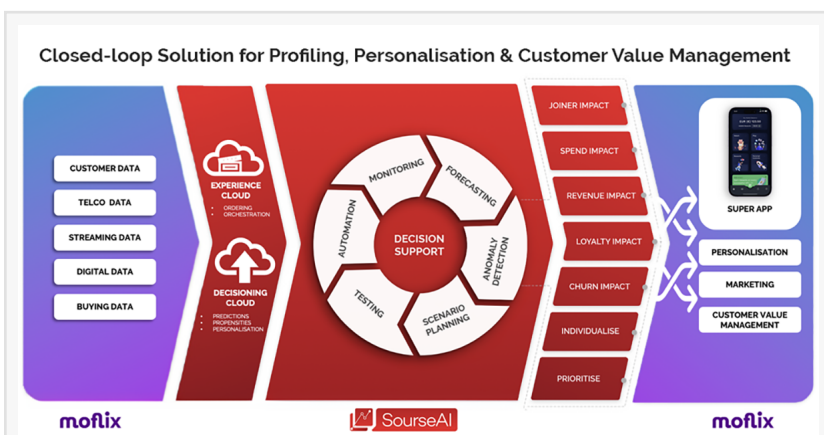 Closed-loop Solution for Profiling, Personalisation & Customer Value Management
CUSTOMER DATA
TELCO DATA
STREAMING DATA
DIGITAL DATA
BUYING DATA
EXPERIENCE
CLOUD
• ORDERING
• ORCHESTRATION
DECISIONING
CLOUD
• PREDICTIONS
• PROPENSITIES
• PERSONALISATION
MONITORING
FORECASTING
ANOMALY
DETECTION
SCENARIO
PLANNING
TESTING
AUTOMATION
DECISION
SUPPORT
JOINER IMPACT
SPEND IMPACT
REVENUE IMPACT
LOYALTY IMPACT
CHURN IMPACT
INDIVIDUALISE
PRIORITISE
SUPER APP
PERSONALISATION
MARKETING
CUSTOMER VALUE
MANAGEMENT
moflix
SourseAI
moflix